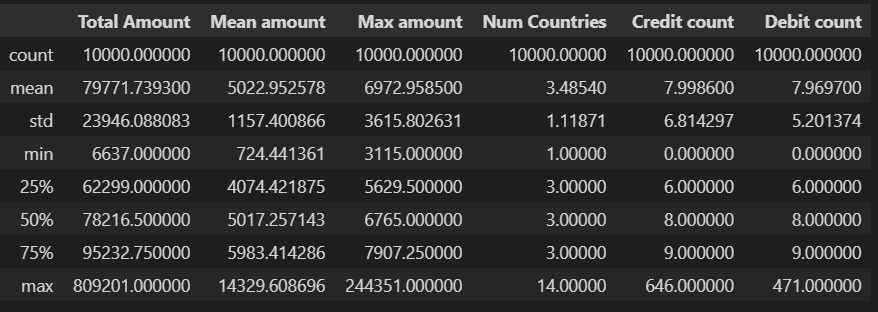 Total Amount Mean amount Max amount Num Countries Credit count Debit count
count 10000.000000 10000.000000 10000.000000 10000.00000 10000.000000 10000.000000
mean 79771.739300 5022.952578 6972.958500 3.48540 7.998600 7.969700
std 23946.088083 1157.400866 3615.802631 1.11871 6.814297 5.201374
min 6637.000000 724.441361 3115.000000 1.00000 0.000000 0.000000
25% 62299.000000 4074.421875 5629.500000 3.00000 6.000000 6.000000
50% 78216.500000 5017.257143 6765.000000 3.00000 8.000000 8.000000
75% 95232.750000 5983.414286 7907.250000 3.00000 9.000000 9.000000
max 809201.000000 14329.608696 244351.000000 14.00000 646.000000 471.000000